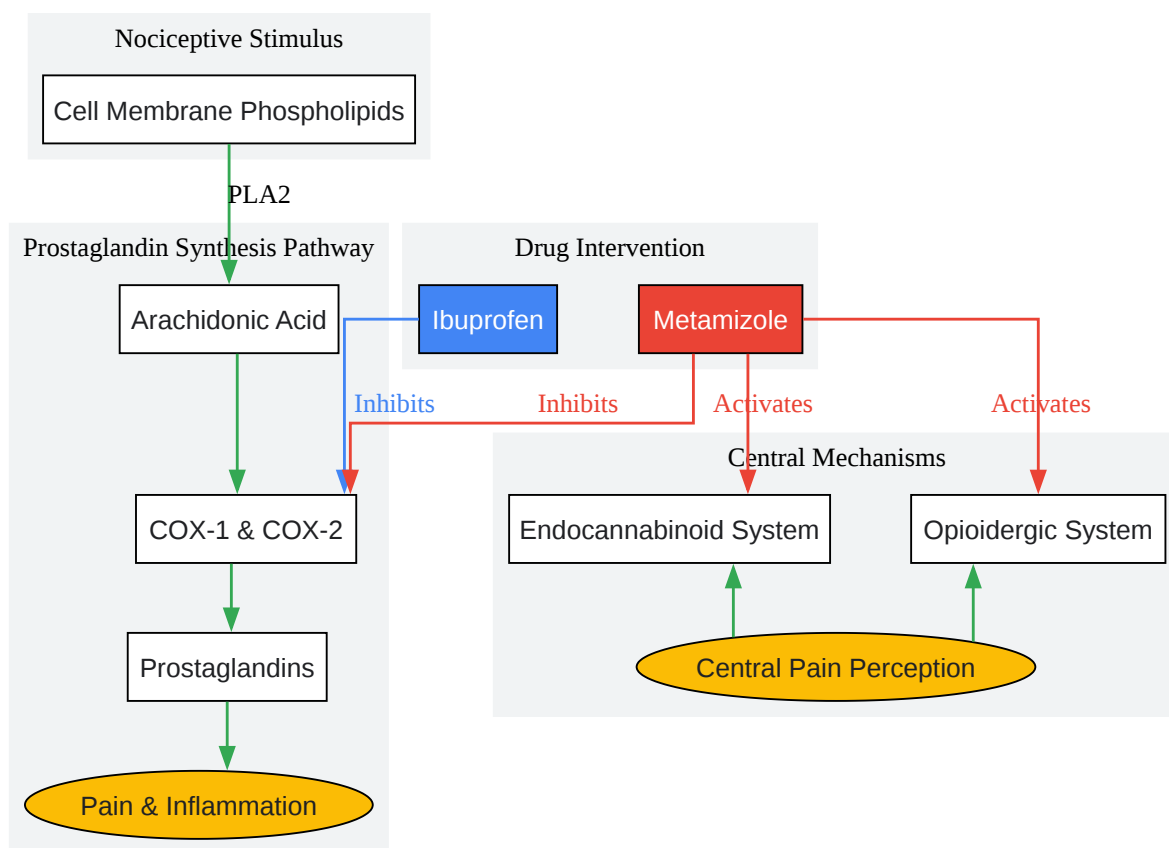 Nociceptive Stimulus
Cell Membrane Phospholipids
PLA2
Prostaglandin Synthesis Pathway
Drug Intervention
Arachidonic Acid
Ibuprofen
Metamizole
Inhibits
Inhibits
Activates
Activates
Central Mechanisms
COX-1 & COX-2
Endocannabinoid System
Opioidergic System
Prostaglandins
Central Pain Perception
Pain & Inflammation